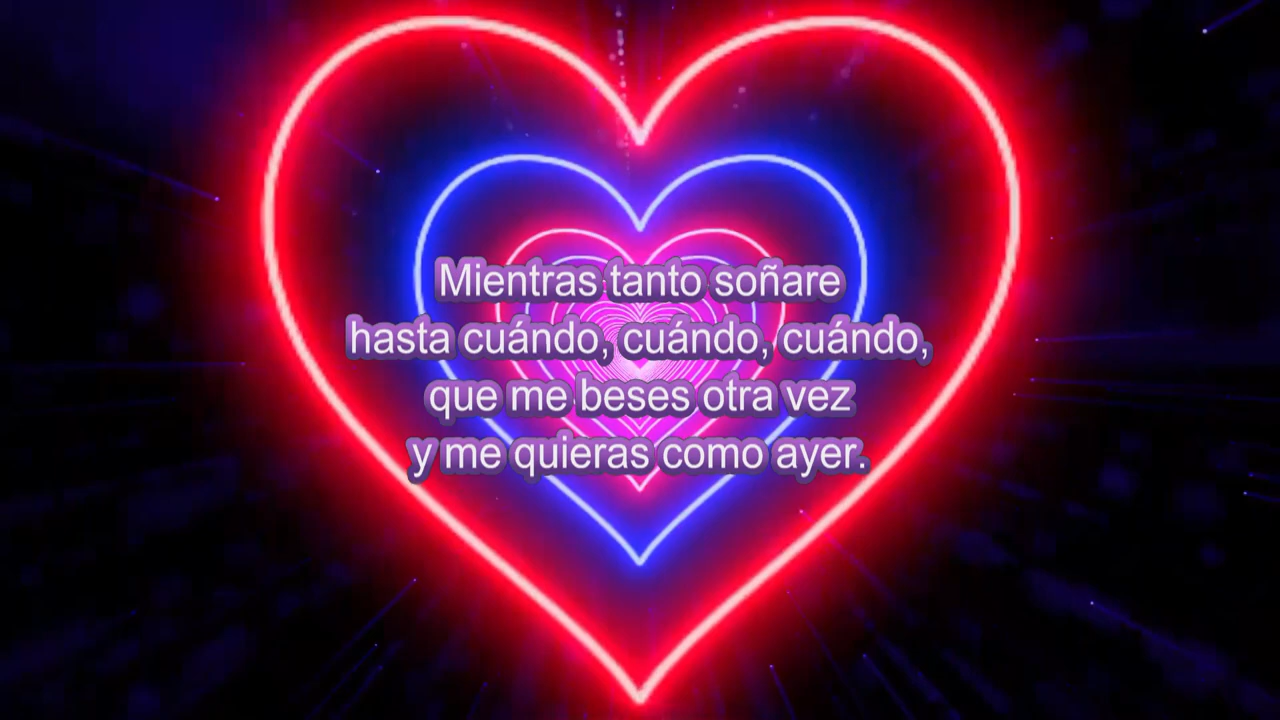 Mientras tanto soñare
hasta cuándo, cuándo, cuándo,
que me beses otra vez
y me quieras como ayer.